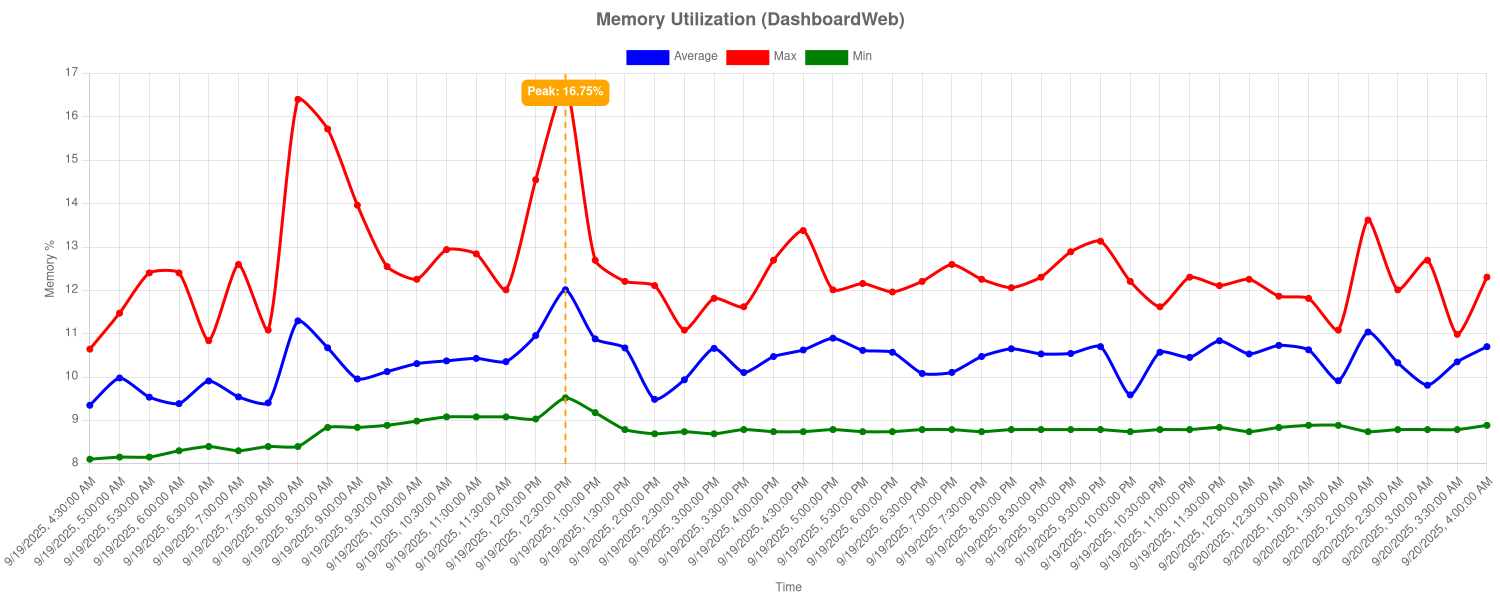 Memory Utilization (DashboardWeb)
Average Max Min
Peak: 16.75%
Memory %
17
16
15
14
13
12
11
10
9
8
9/19/2025, 4:30:00 AM
9/19/2025, 5:00:00 AM
9/19/2025, 5:30:00 AM
9/19/2025, 6:00:00 AM
9/19/2025, 6:30:00 AM
9/19/2025, 7:00:00 AM
9/19/2025, 7:30:00 AM
9/19/2025, 8:00:00 AM
9/19/2025, 8:30:00 AM
9/19/2025, 9:00:00 AM
9/19/2025, 9:30:00 AM
9/19/2025, 10:00:00 AM
9/19/2025, 10:30:00 AM
9/19/2025, 11:00:00 AM
9/19/2025, 11:30:00 AM
9/19/2025, 12:00:00 PM
9/19/2025, 12:30:00 PM
9/19/2025, 1:00:00 PM
9/19/2025, 1:30:00 PM
9/19/2025, 2:00:00 PM
9/19/2025, 2:30:00 PM
9/19/2025, 3:00:00 PM
9/19/2025, 3:30:00 PM
9/19/2025, 4:00:00 PM
9/19/2025, 4:30:00 PM
9/19/2025, 5:00:00 PM
9/19/2025, 5:30:00 PM
9/19/2025, 6:00:00 PM
9/19/2025, 6:30:00 PM
9/19/2025, 7:00:00 PM
9/19/2025, 7:30:00 PM
9/19/2025, 8:00:00 PM
9/19/2025, 8:30:00 PM
9/19/2025, 9:00:00 PM
9/19/2025, 9:30:00 PM
9/19/2025, 10:00:00 PM
9/19/2025, 10:30:00 PM
9/19/2025, 11:00:00 PM
9/19/2025, 11:30:00 PM
9/20/2025, 12:00:00 AM
9/20/2025, 12:30:00 AM
9/20/2025, 1:00:00 AM
9/20/2025, 1:30:00 AM
9/20/2025, 2:00:00 AM
9/20/2025, 2:30:00 AM
9/20/2025, 3:00:00 AM
9/20/2025, 3:30:00 AM
9/20/2025, 4:00:00 AM
Time